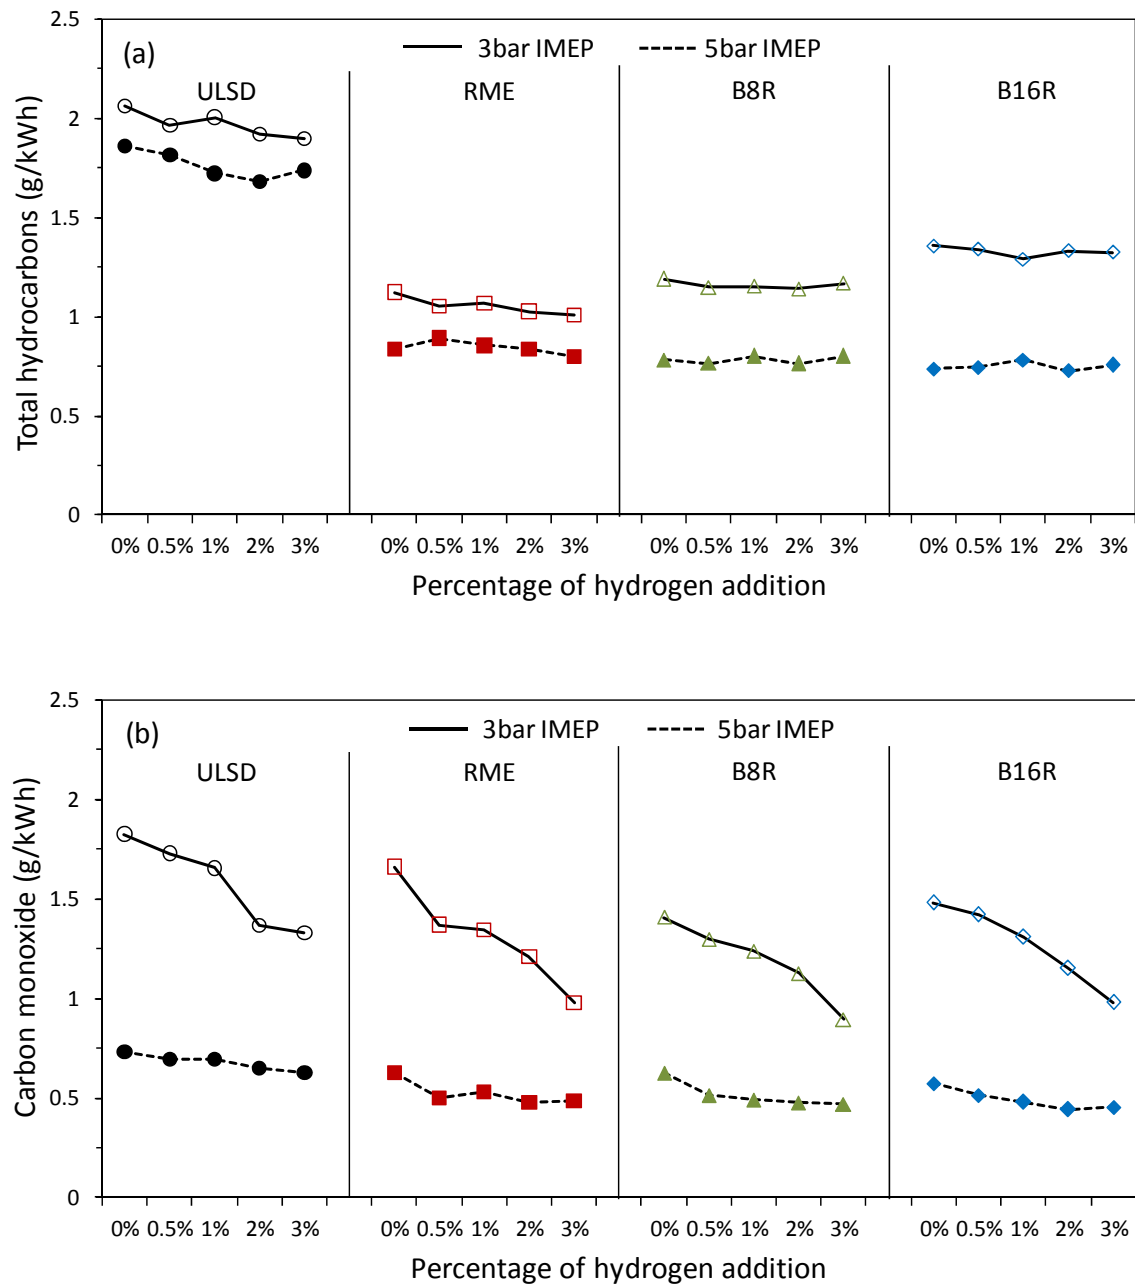 (a)
3bar IMEP 5bar IMEP
ULSD RME B8R B16R
Total hydrocarbons (g/kWh)
2.5
2
1.5
1
0.5
0
0% 0.5% 1% 2% 3% 0% 0.5% 1% 2% 3% 0% 0.5% 1% 2% 3% 0% 0.5% 1% 2% 3%
Percentage of hydrogen addition
(b)
3bar IMEP 5bar IMEP
ULSD RME B8R B16R
Carbon monoxide (g/kWh)
2.5
2
1.5
1
0.5
0
0% 0.5% 1% 2% 3% 0% 0.5% 1% 2% 3% 0% 0.5% 1% 2% 3% 0% 0.5% 1% 2% 3%
Percentage of hydrogen addition